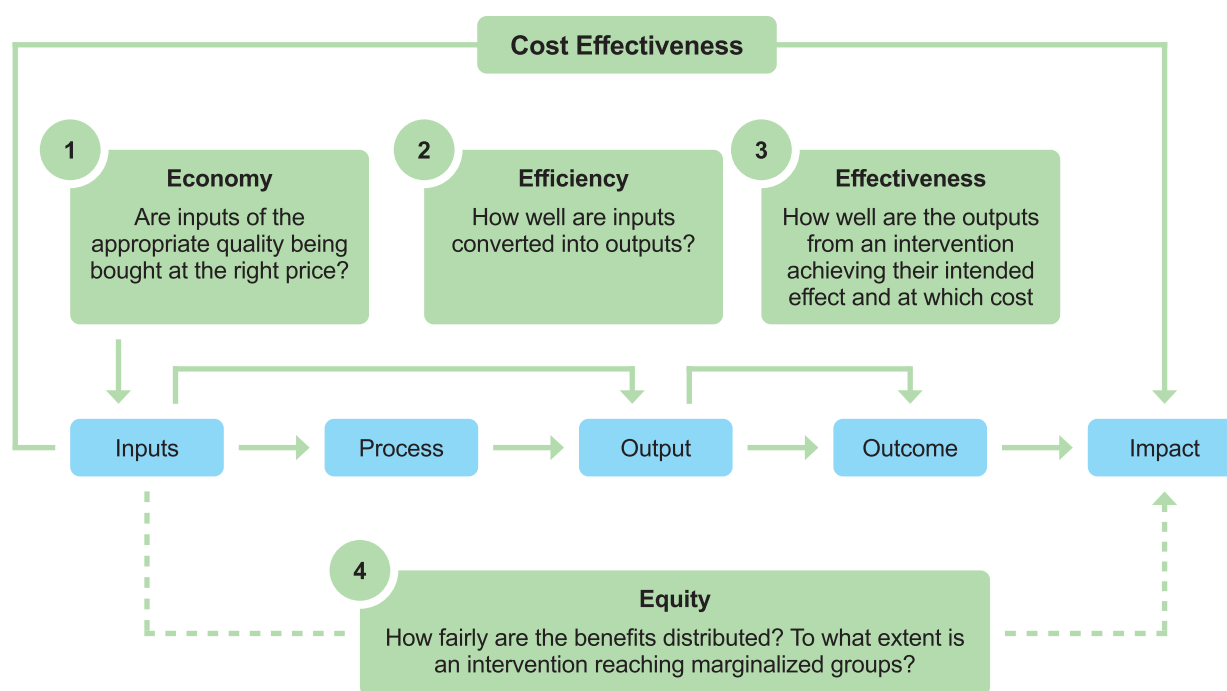 Cost Effectiveness
1
Economy
Are inputs of the
appropriate quality being
bought at the right price?
2
Efficiency
How well are inputs
converted into outputs?
3
Effectiveness
How well are the outputs
from an intervention
achieving their intended
effect and at which cost
Inputs
Process
Output
Outcome
Impact
4
Equity
How fairly are the benefits distributed? To what extent is
an intervention reaching marginalized groups?